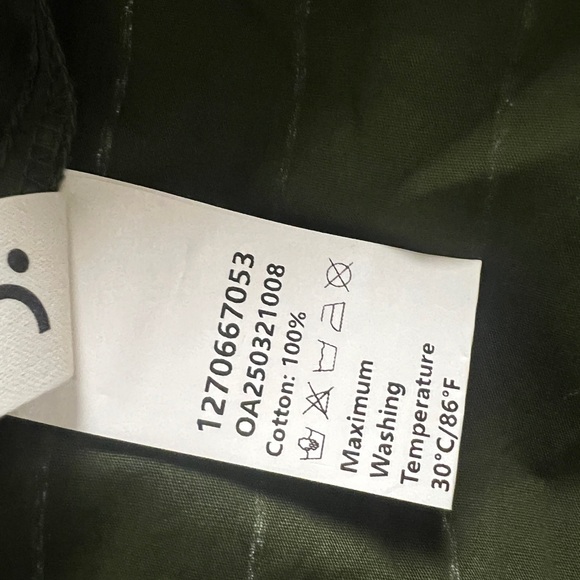 1270667053
OA250321008
Cotton: 100%
Maximum
Washing
Temperature
30°C/86°F